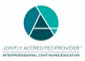 JOINTLY ACCREDITED PROVIDER™
INTERPROFESSIONAL CONTINUING EDUCATION